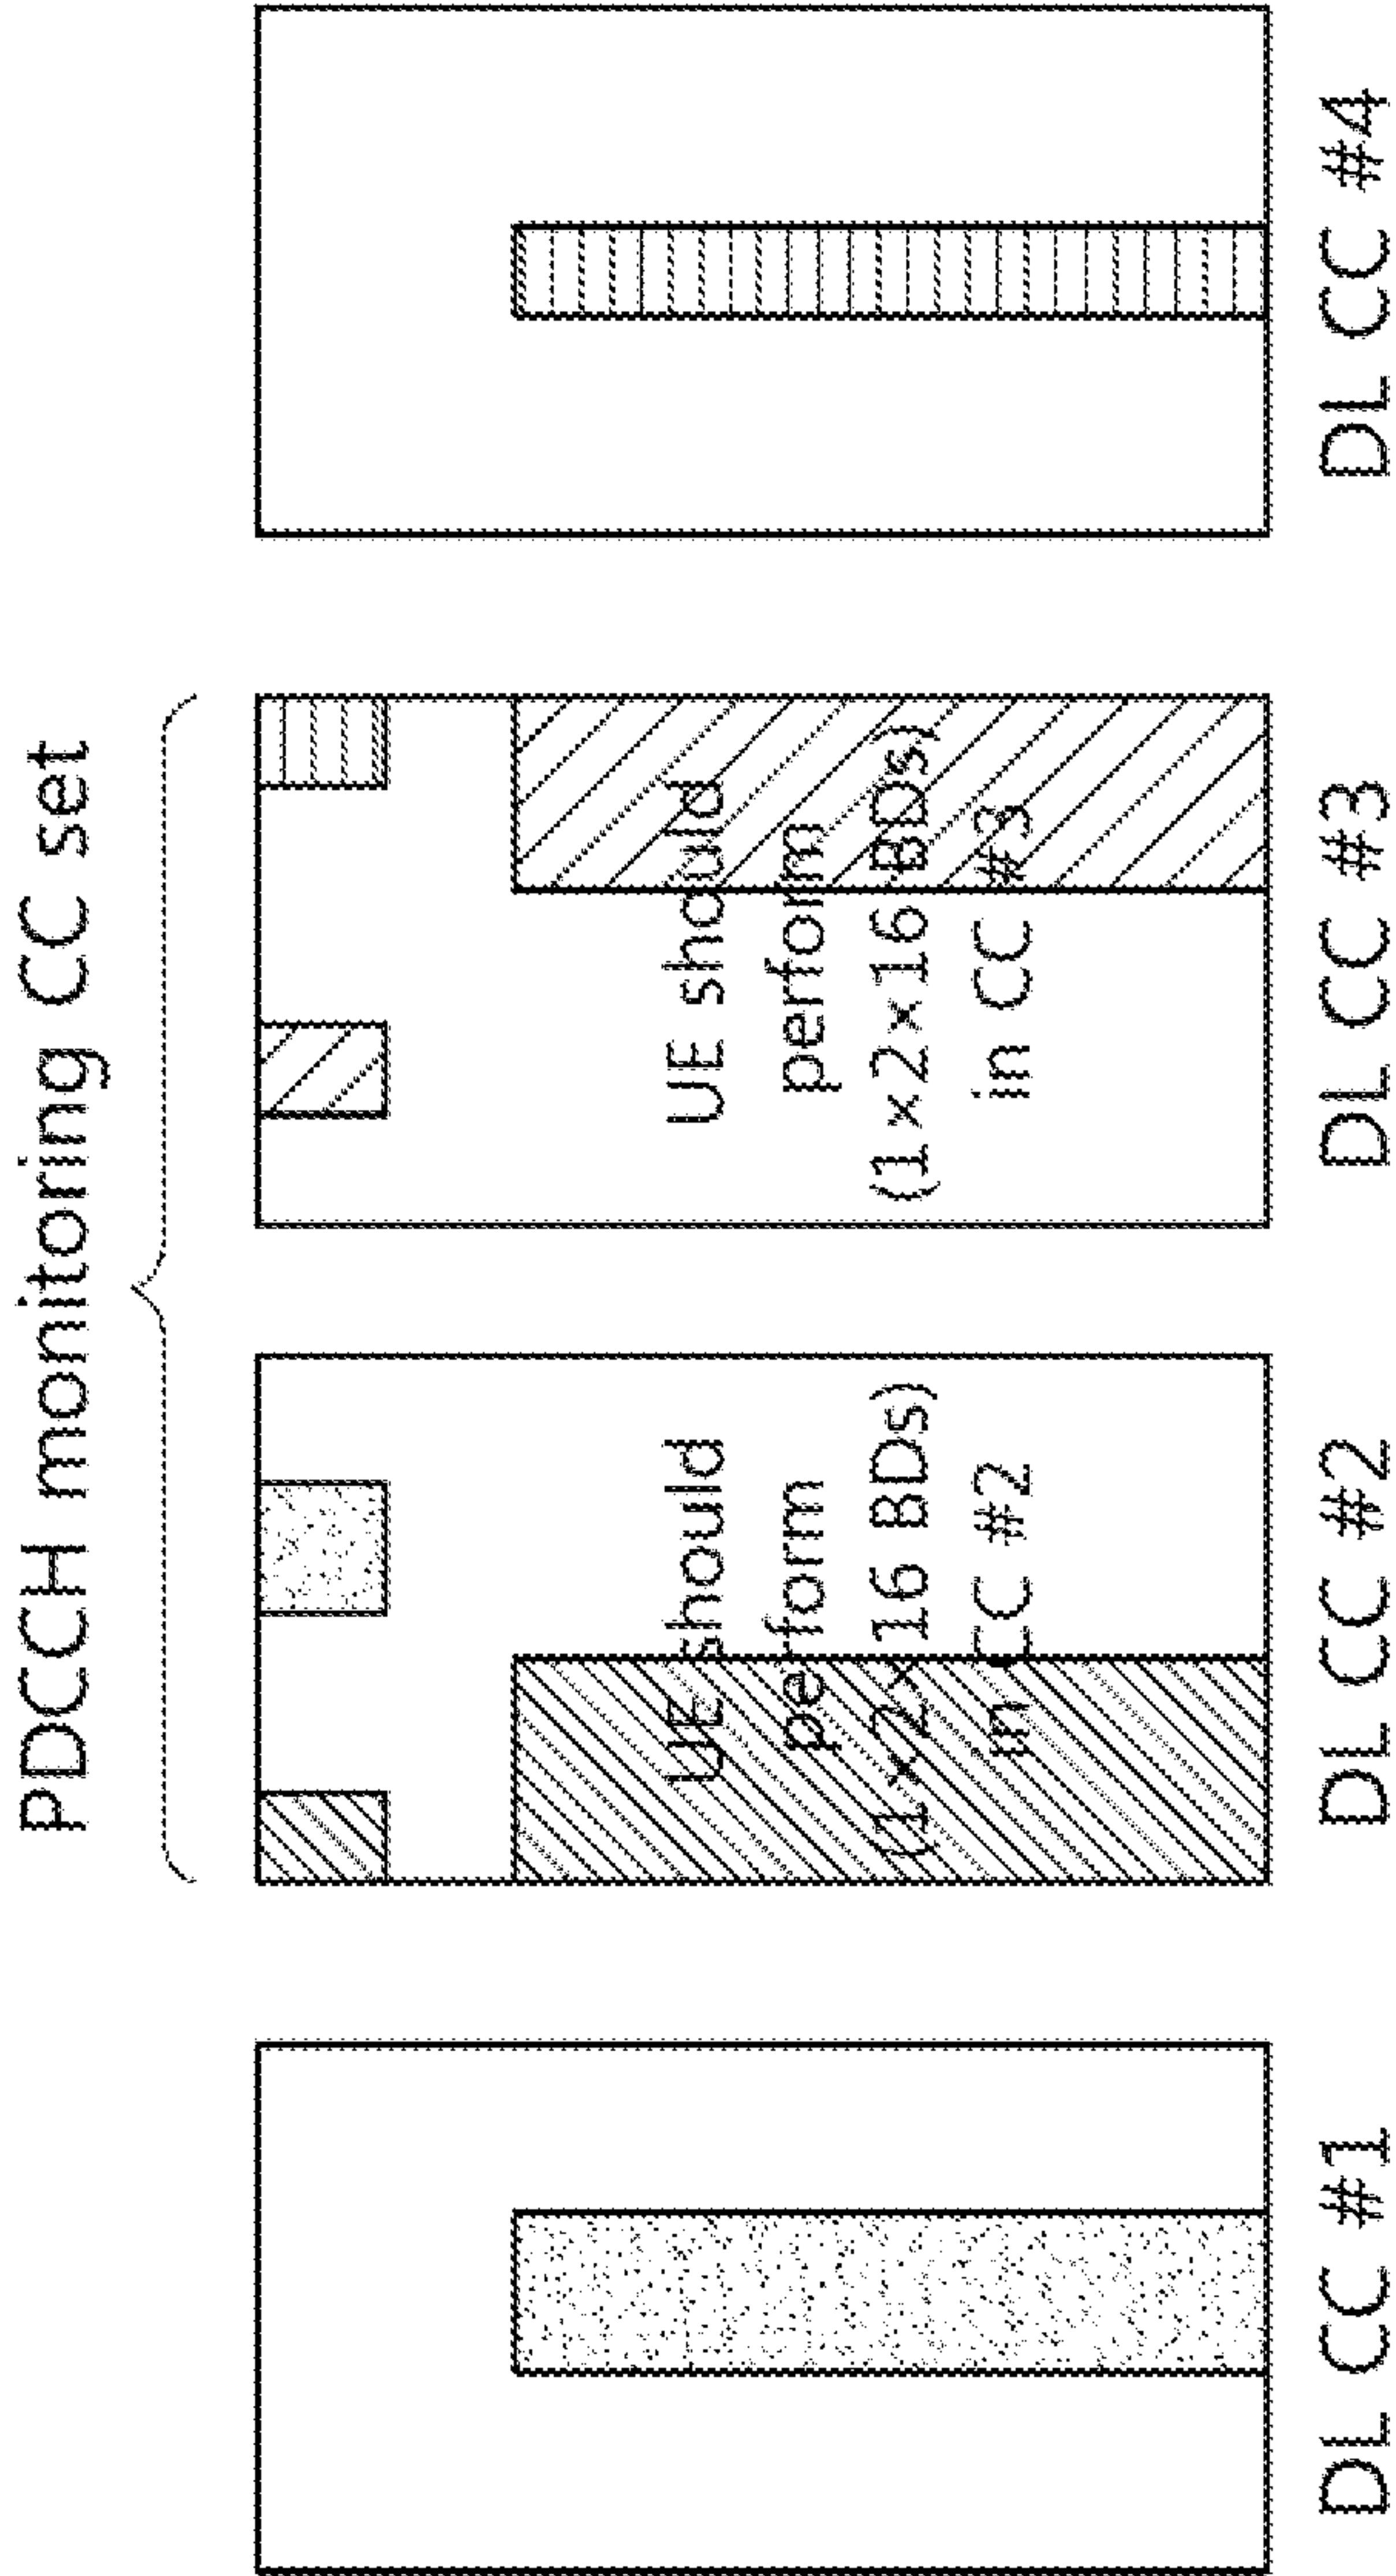 PDCCH monitoring CC set
UE should
perform
(1×2×16 BDs)
in CC #2
UE should
perform
(1×2×16 BDs)
in CC #3
DL CC #1
DL CC #2
DL CC #3
DL CC #4